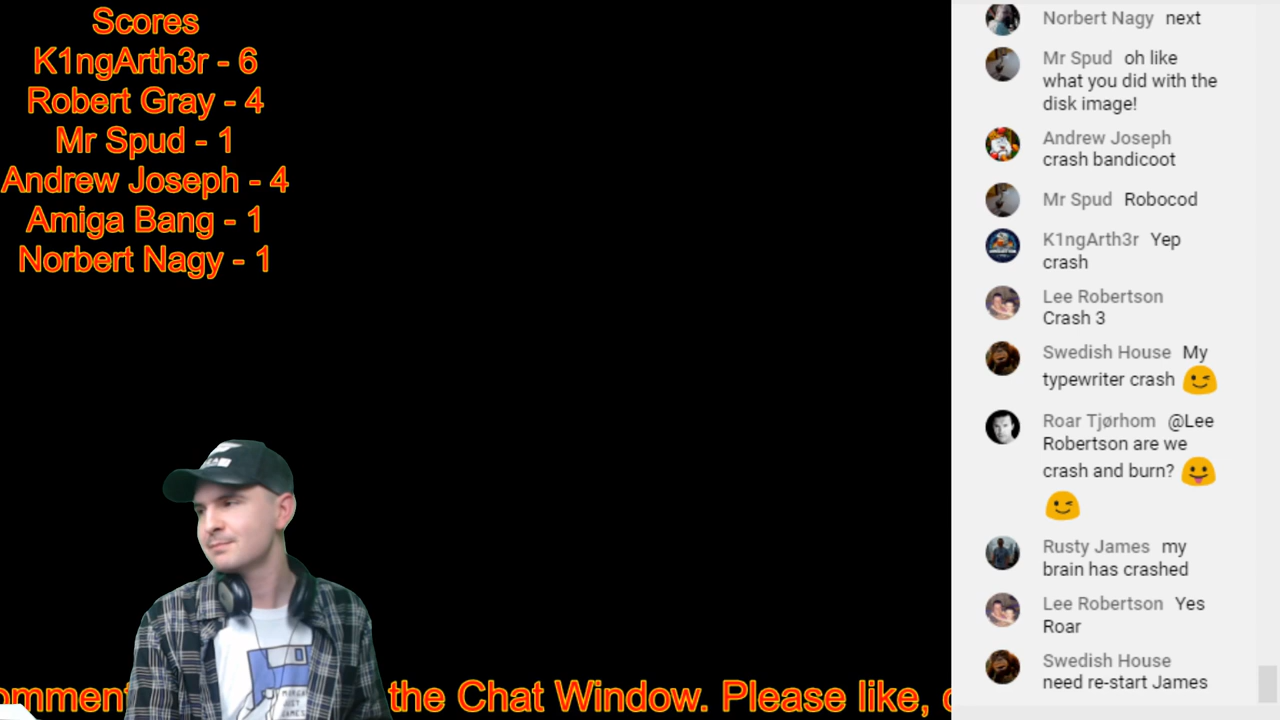 Scores
K1ngArth3r - 6
Robert Gray - 4
Mr Spud - 1
Andrew Joseph - 4
Amiga Bang - 1
Norbert Nagy - 1
the Chat Window. Please like,
Norbert Nagy next
Mr Spud oh like
what you did with the
disk image!
Andrew Joseph
crash bandicoot
Mr Spud Robocod
K1ngArth3r Yep
crash
Lee Robertson
Crash 3
Swedish House My
typewriter crash 😉
Roar Tjørhom @Lee
Robertson are we
crash and burn? 😛
😉
Rusty James my
brain has crashed
Lee Robertson Yes
Roar
Swedish House
need re-start James